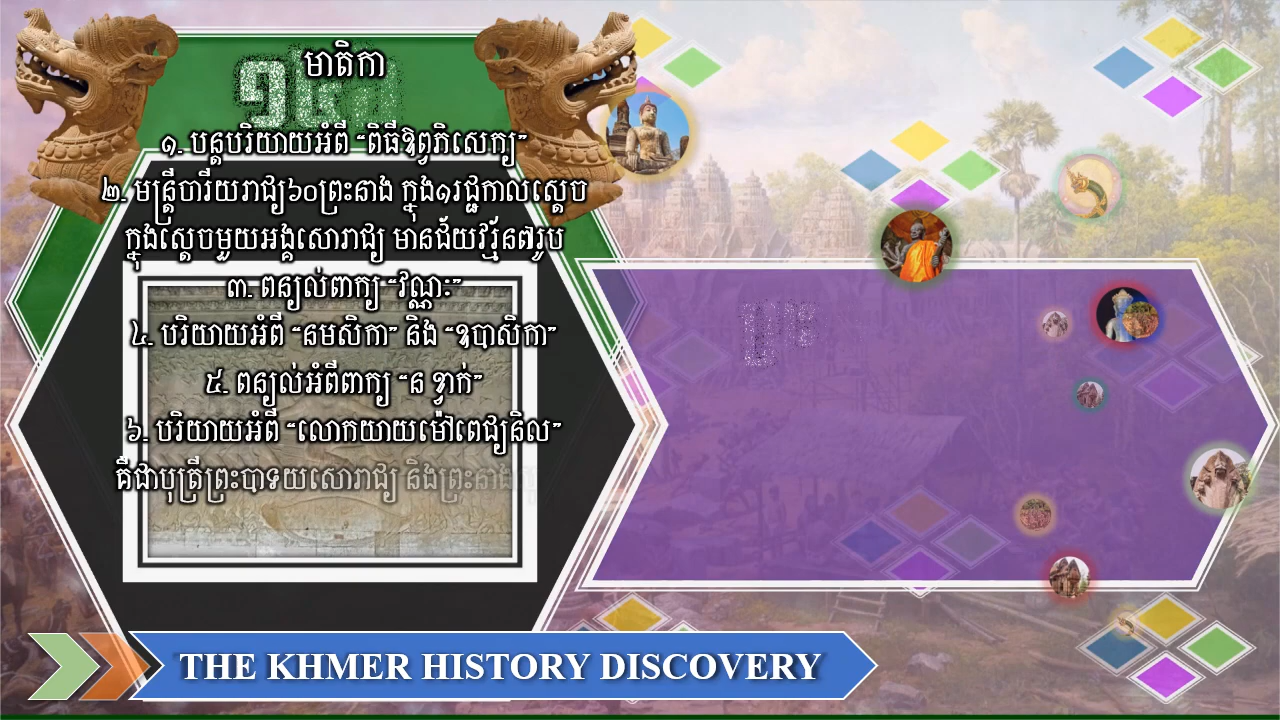 មាតិកា
១. បន្តបរិយាយអំពី “ពិធីឱព្វភិសេក្យ”
២. មន្ត្រីចារីយរាជ្យ៦០ព្រះនាង ក្នុង១រជ្ជកាលស្ដេច
ក្នុងស្ដេចមួយអង្គសោរាជ្យ មានជ័យវរ្ម័ន៣រូប
៣. ពន្យល់ពាក្យ “វណ្ណៈ”
៤. បរិយាយអំពី “នមសិកា” និង “ឧបាសិកា”
៥. ពន្យល់អំពីពាក្យ “ន ខ្វាក់”
៦. បរិយាយអំពី “លោកយាយម៉ៅពេជ្យនិល”
គឺជាបុត្រីព្រះបាទយសោរាជ្យ និងព្រះនាង
THE KHMER HISTORY DISCOVERY